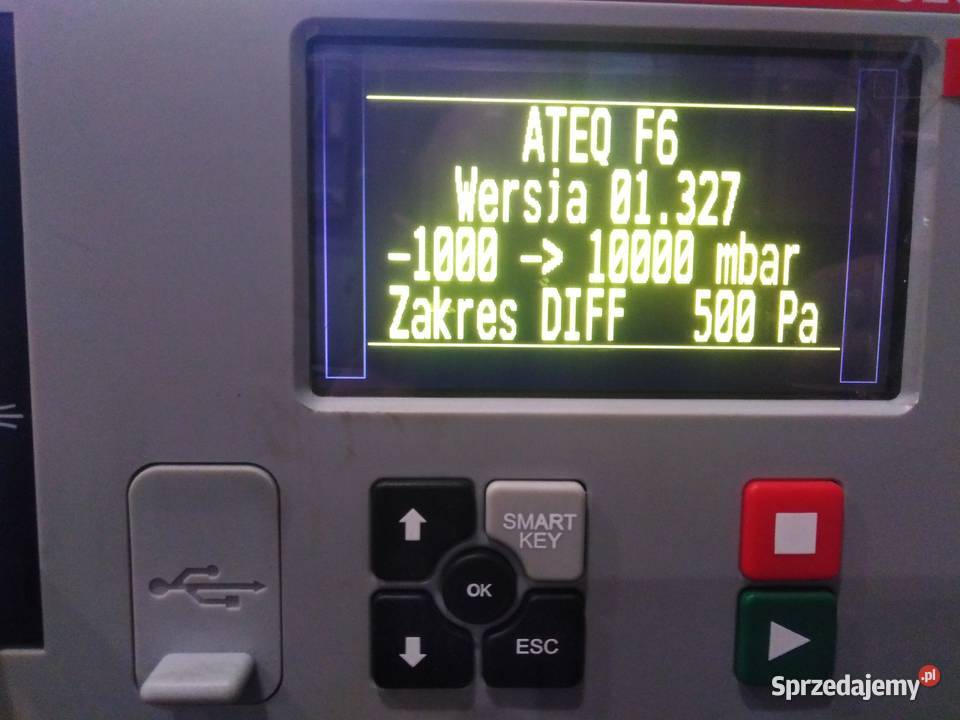 ATEQ F6
Wersja 01.327
-1000 -> 10000 mbar
Zakres DIFF 500 Pa
SMART
KEY
OK
ESC
Sprzedajemy.pl